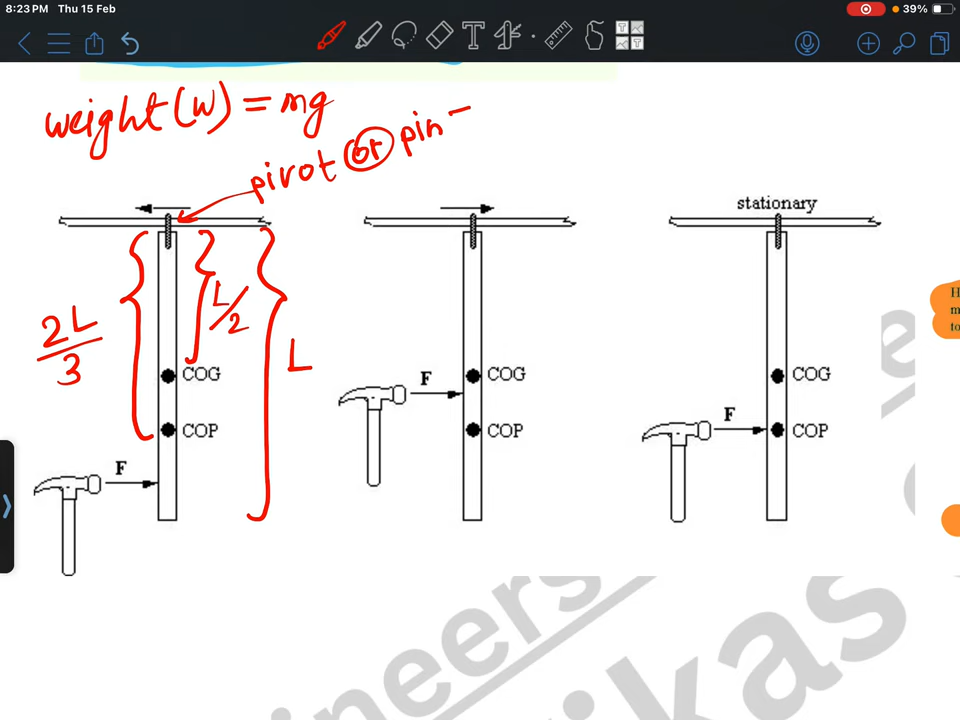 8:23 PM Thu 15 Feb
39%
weight (W) = mg
pivot or pin
stationary
2L/3
L/2
L
COG
COP
F
COG
COP
F
COG
COP
F